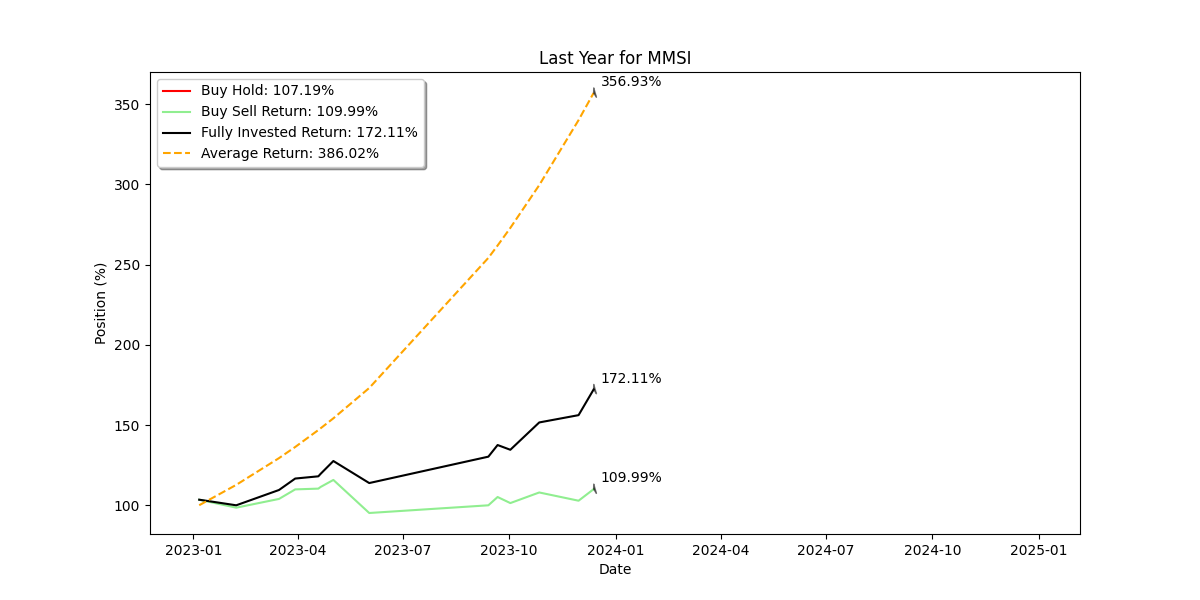 Last Year for MMSI
Buy Hold: 107.19%
Buy Sell Return: 109.99%
Fully Invested Return: 172.11%
Average Return: 386.02%
356.93%
172.11%
109.99%
Position (%)
350
300
250
200
150
100
2023-01 2023-04 2023-07 2023-10 2024-01 2024-04 2024-07 2024-10 2025-01
Date